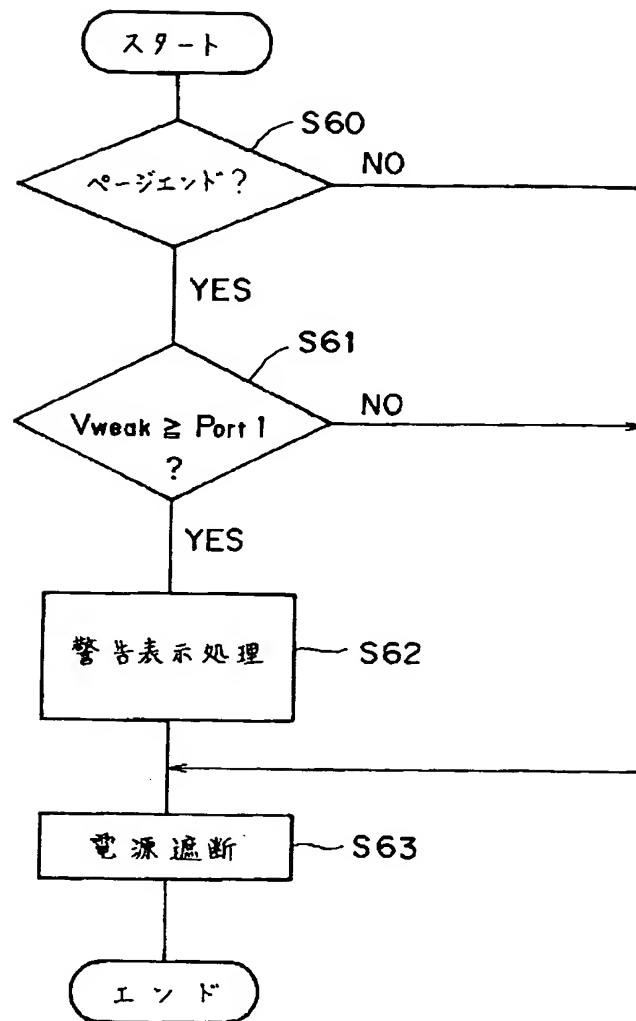 スタート
S60
ページエンド?
NO
YES
S61
Vweak ≧ Port 1
?
NO
YES
警告表示処理
S62
電源遮断
S63
エンド